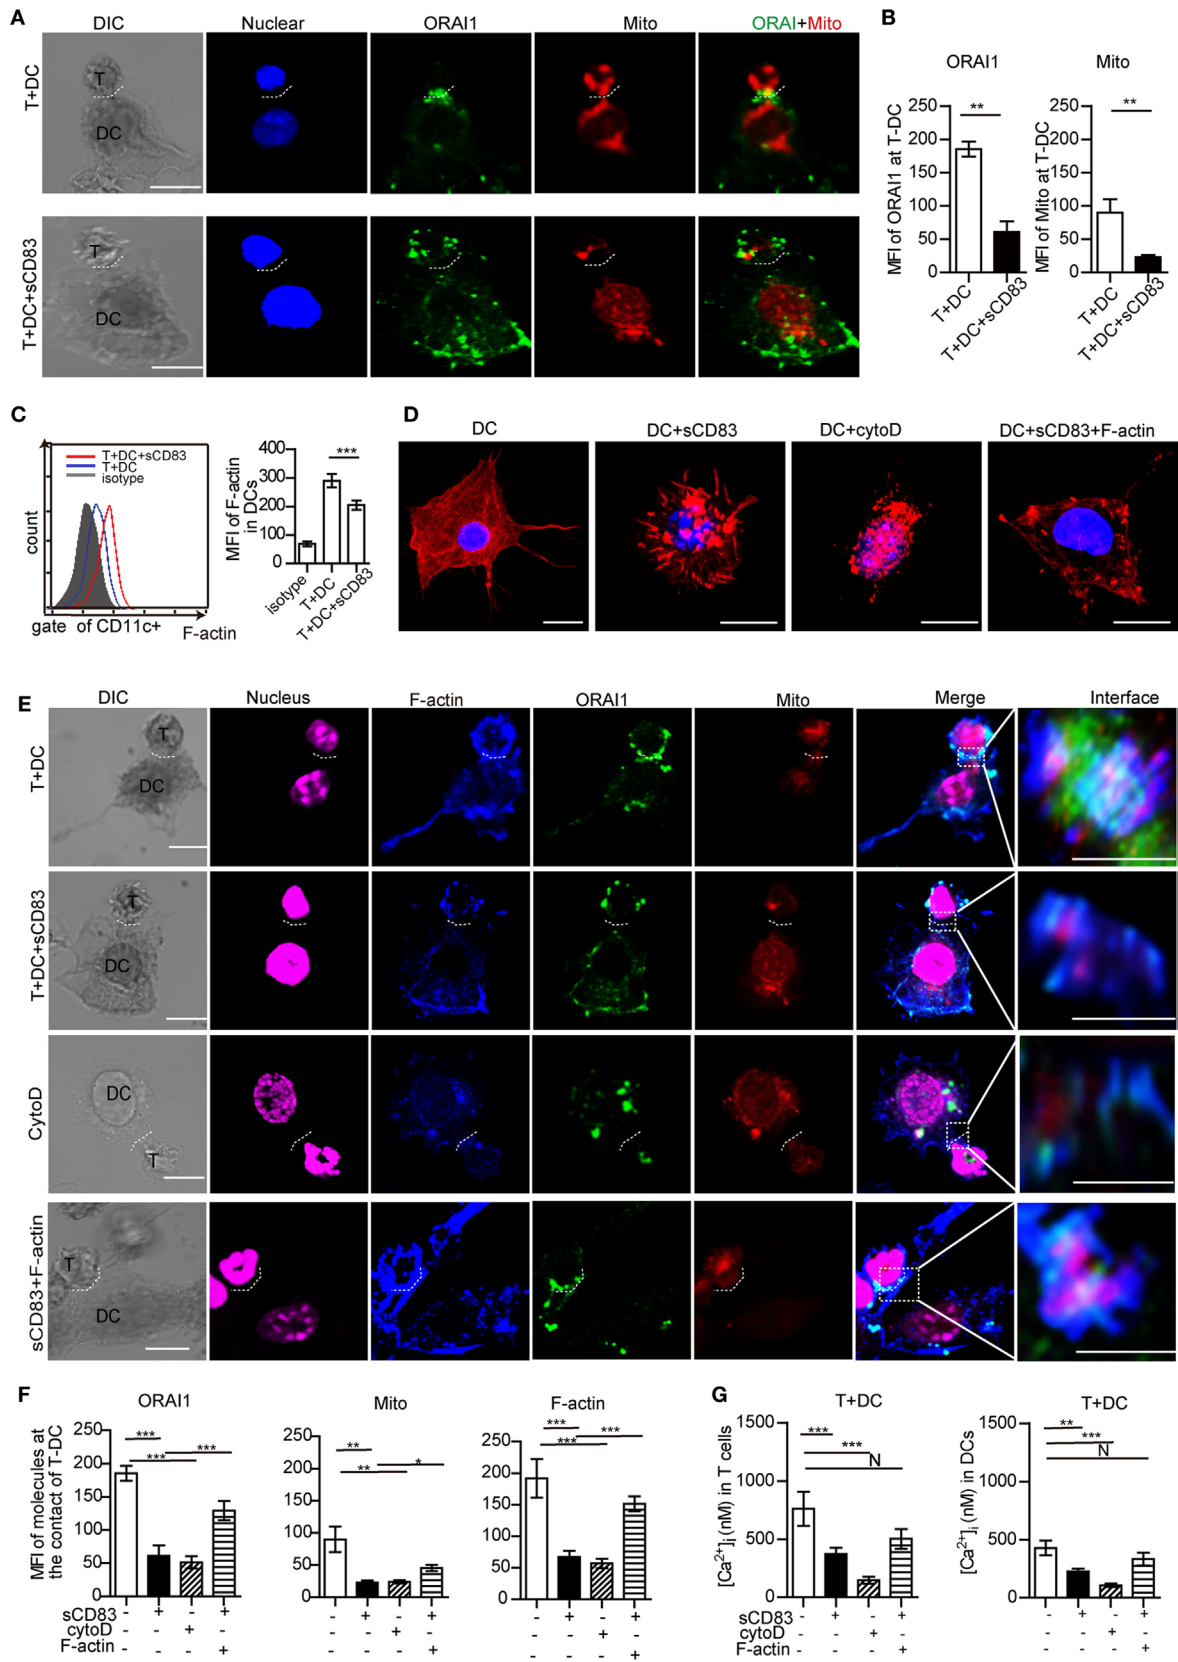 A
DIC Nuclear ORAI1 Mito ORAI+Mito
T+DC
T
DC
T+DC+sCD83
T
DC
B
ORAI1 Mito
MFI of ORAI1 at T-DC
250
200
150
100
50
0
**
T+DC
T+DC+sCD83
MFI of Mito at T-DC
250
200
150
100
50
0
**
T+DC
T+DC+sCD83
C
T+DC+sCD83
T+DC
isotype
count
gate of CD11c+ F-actin
MFI of F-actin
in DCs
400
300
200
100
0
***
isotype
T+DC
T+DC+sCD83
D
DC DC+sCD83 DC+cytoD DC+sCD83+F-actin
E
DIC Nucleus F-actin ORAI1 Mito Merge Interface
T+DC
T
DC
T+DC+sCD83
T
DC
CytoD
DC
T
sCD83+F-actin
T
DC
F
ORAI1
MFI of molecules at
the contact of T-DC
250
200
150
100
50
0
***
***
***
sCD83 - + - +
cytoD - - + -
F-actin - - - +
Mito
250
200
150
100
50
0
**
*
**
- + - +
- - + -
- - - +
F-actin
250
200
150
100
50
0
***
***
***
- + - +
- - + -
- - - +
G
T+DC
[Ca2+]i (nM) in T cells
1500
1000
500
0
***
***
N
sCD83 - + - +
cytoD - - + -
F-actin - - - +
T+DC
[Ca2+]i (nM) in DCs
1500
1000
500
0
**
***
N
- + - +
- - + -
- - - +